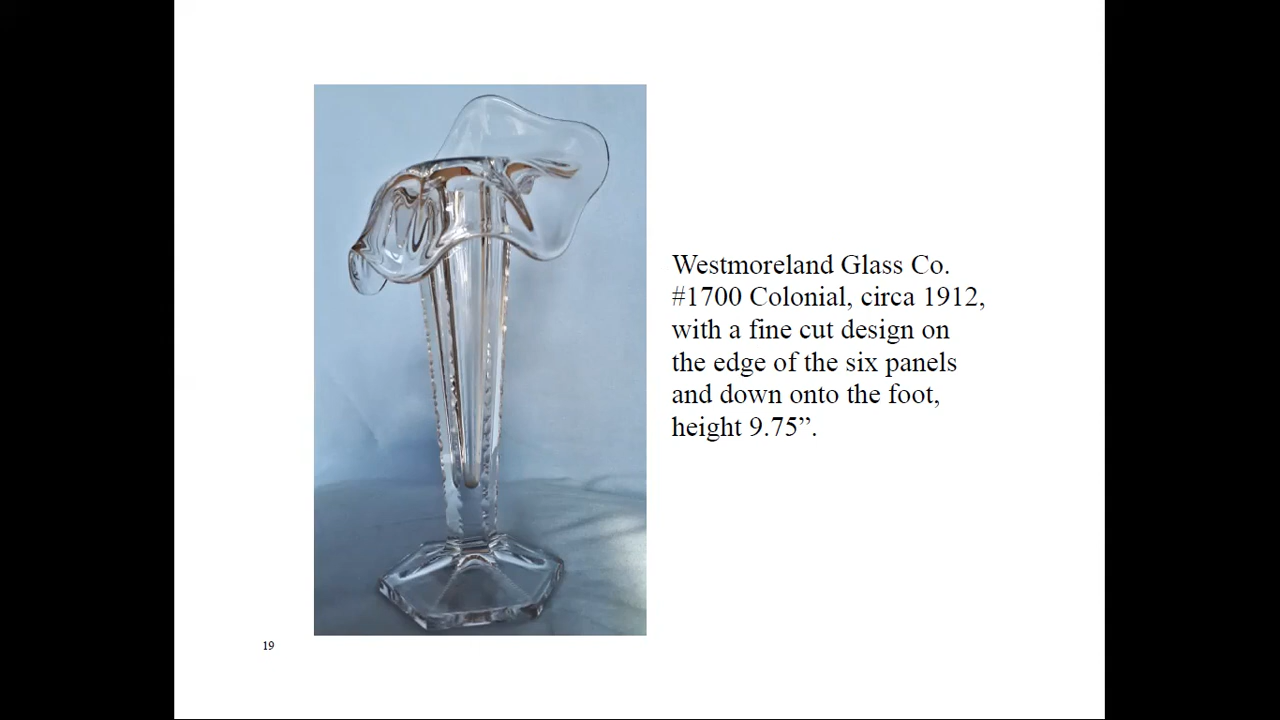 Westmoreland Glass Co.
#1700 Colonial, circa 1912,
with a fine cut design on
the edge of the six panels
and down onto the foot,
height 9.75”.
19